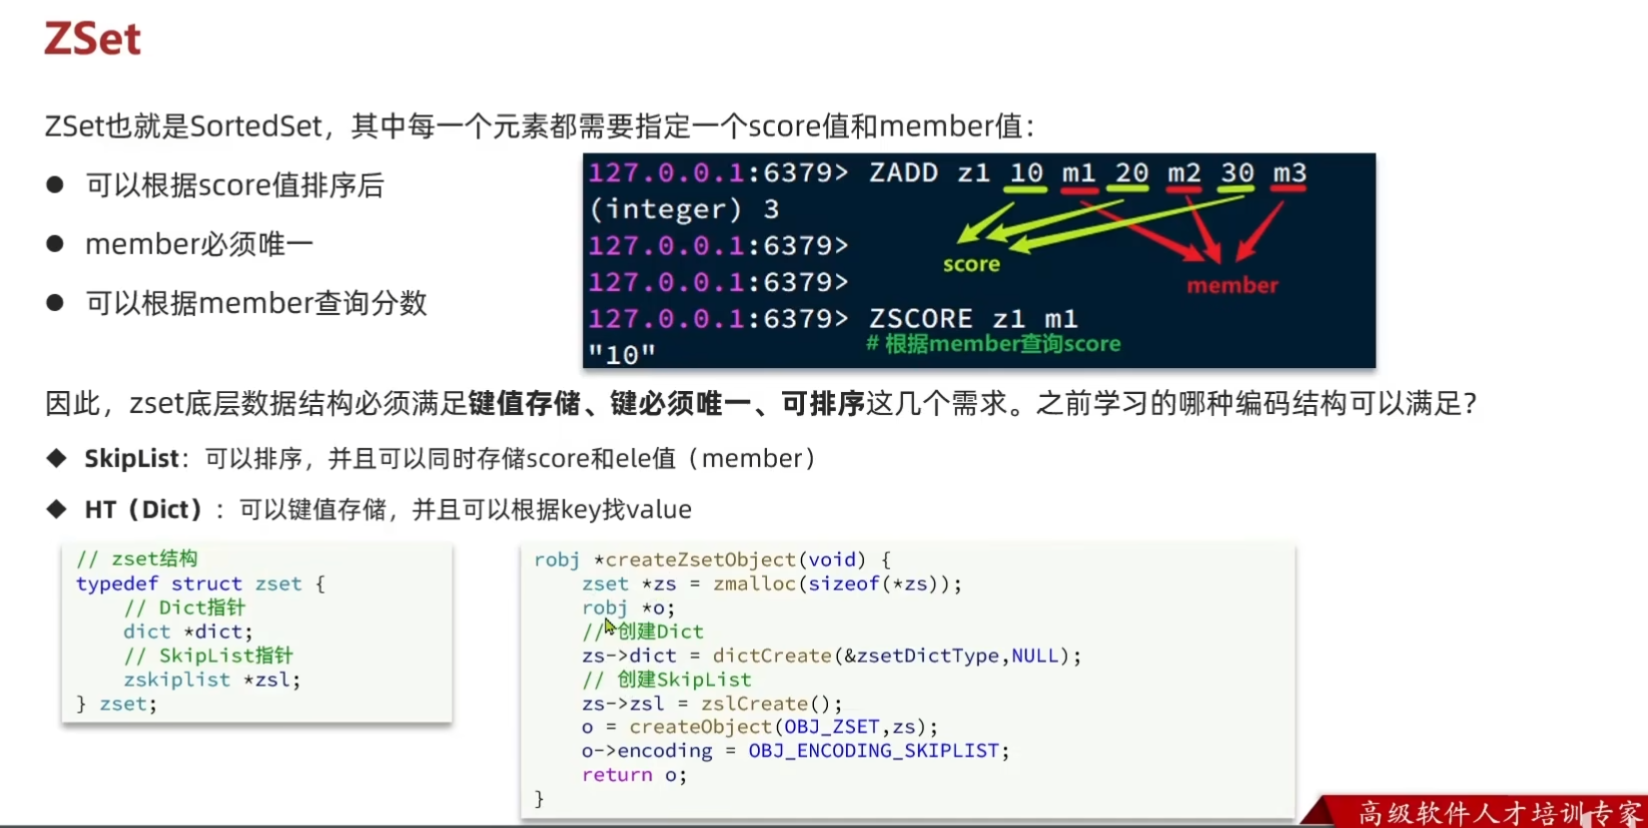 ZSet
ZSet也就是SortedSet，其中每一个元素都需要指定一个score值和member值：
● 可以根据score值排序后
● member必须唯一
● 可以根据member查询分数
127.0.0.1:6379> ZADD z1 10 m1 20 m2 30 m3
(integer) 3
127.0.0.1:6379>
score
127.0.0.1:6379>
member
127.0.0.1:6379> ZSCORE z1 m1
# 根据member查询score
"10"
因此，zset底层数据结构必须满足键值存储、键必须唯一、可排序这几个需求。之前学习的哪种编码结构可以满足？
◆ SkipList：可以排序，并且可以同时存储score和ele值（member）
◆ HT（Dict）：可以键值存储，并且可以根据key找value
// zset结构
typedef struct zset {
// Dict指针
dict *dict;
// SkipList指针
zskiplist *zsl;
} zset;
robj *createZsetObject(void) {
zset *zs = zmalloc(sizeof(*zs));
robj *o;
// 创建Dict
zs->dict = dictCreate(&zsetDictType,NULL);
// 创建SkipList
zs->zsl = zslCreate();
o = createObject(OBJ_ZSET,zs);
o->encoding = OBJ_ENCODING_SKIPLIST;
return o;
}
高级软件人才培训专家